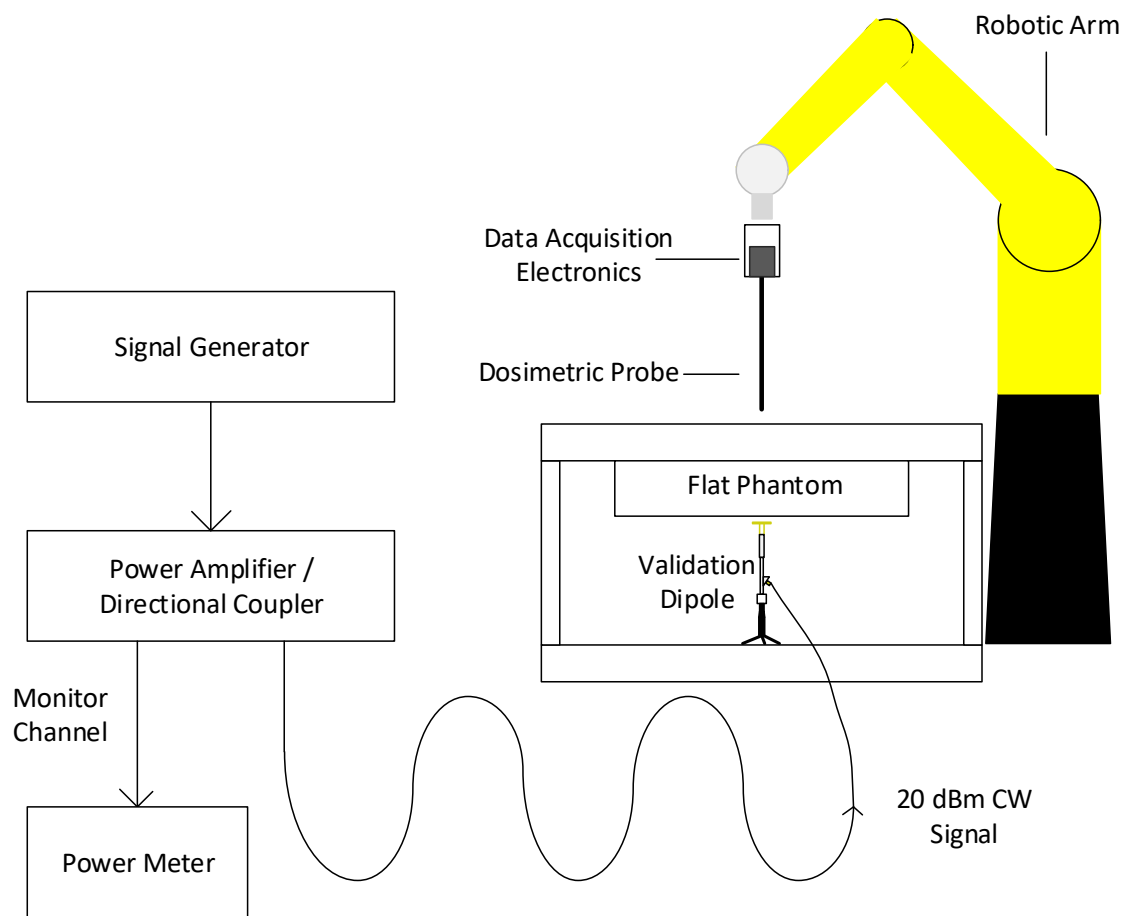 Robotic Arm
Data Acquisition
Electronics
Signal Generator
Dosimetric Probe
Flat Phantom
Power Amplifier /
Directional Coupler
Validation
Dipole
Monitor
Channel
20 dBm CW
Signal
Power Meter